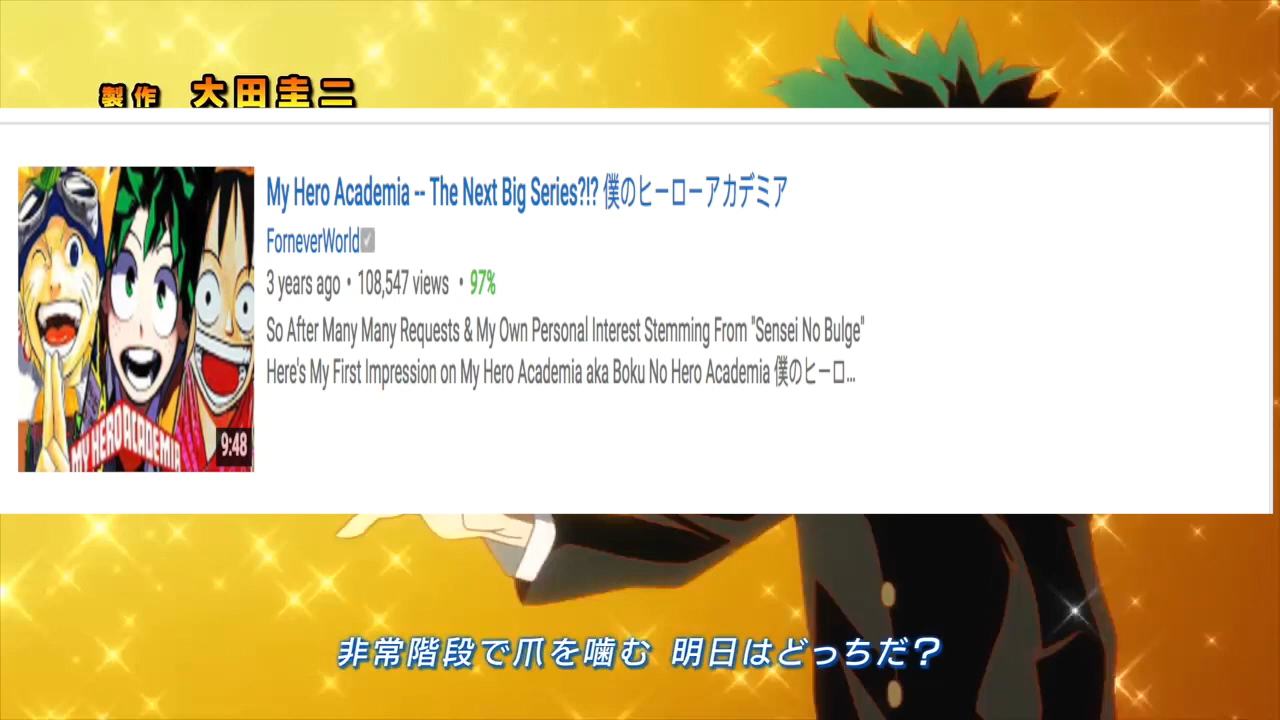 製作 大田圭二
My Hero Academia -- The Next Big Series?!? 僕のヒーローアカデミア
ForneverWorld
3 years ago • 108,547 views • 97%
So After Many Many Requests & My Own Personal Interest Stemming From "Sensei No Bulge"
Here's My First Impression on My Hero Academia aka Boku No Hero Academia 僕のヒーロ...
MY HERO ACADEMIA
9:48
非常階段で爪を噛む 明日はどっちだ?